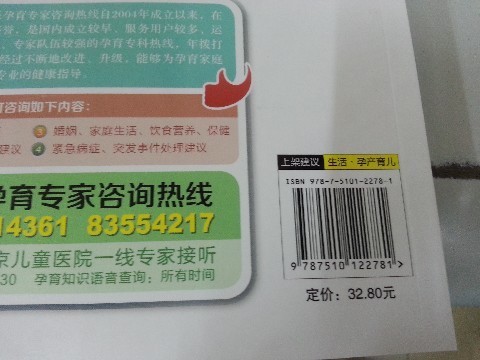 孕育专家咨询热线自2004年成立以来，在
是国内成立较早、服务用户较多、运
专家队伍较强的孕育专科热线，年拨打
经过不断地改进、升级，能够为孕育家庭
专业的健康指导。
咨询如下内容：
3 婚姻、家庭生活、饮食营养、保健
建议 4 紧急病症、突发事件处理建议
孕育专家咨询热线
14361 83554217
京儿童医院一线专家接听
30 孕育知识语音查询：所有时间
上架建议 生活·孕产育儿
ISBN 978-7-5101-2278-1
9 787510 122781 >
定价：32.80元